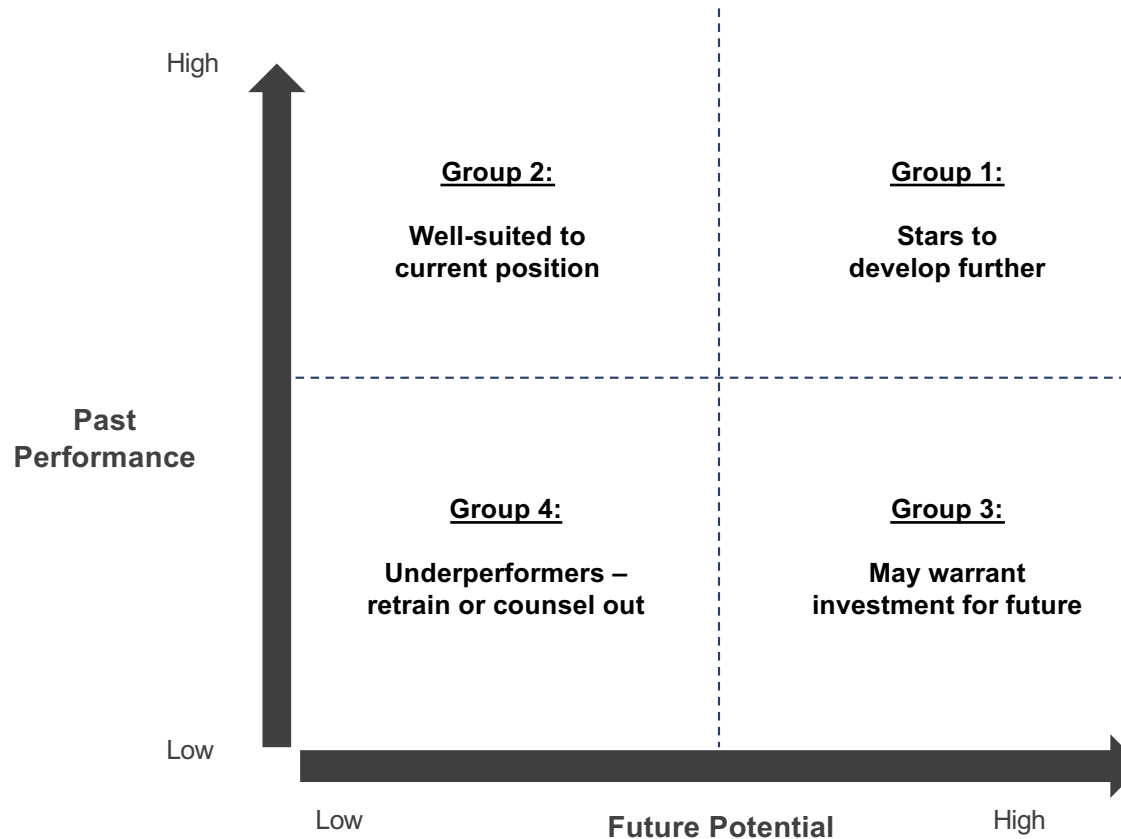 High
Group 2:
Well-suited to
current position
Group 1:
Stars to
develop further
Past
Performance
Group 4:
Underperformers –
retrain or counsel out
Group 3:
May warrant
investment for future
Low
Low
Future Potential
High